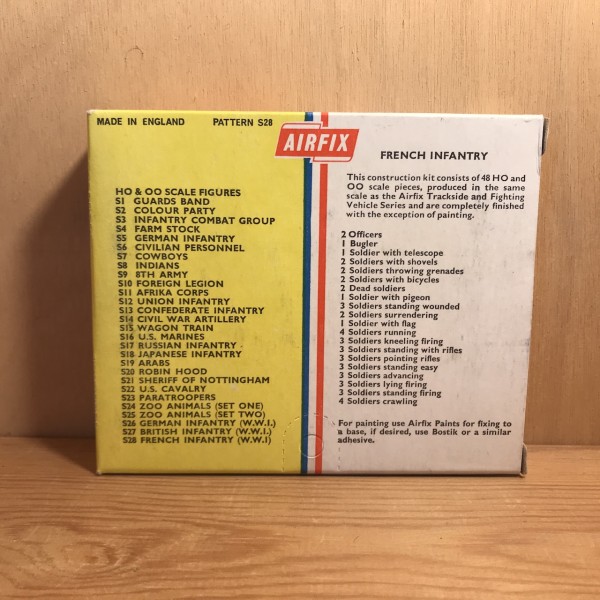 MADE IN ENGLAND PATTERN S28
AIRFIX
HO & OO SCALE FIGURES
S1 GUARDS BAND
S2 COLOUR PARTY
S3 INFANTRY COMBAT GROUP
S4 FARM STOCK
S5 GERMAN INFANTRY
S6 CIVILIAN PERSONNEL
S7 COWBOYS
S8 INDIANS
S9 8TH ARMY
S10 FOREIGN LEGION
S11 AFRIKA CORPS
S12 UNION INFANTRY
S13 CONFEDERATE INFANTRY
S14 CIVIL WAR ARTILLERY
S15 WAGON TRAIN
S16 U.S. MARINES
S17 RUSSIAN INFANTRY
S18 JAPANESE INFANTRY
S19 ARABS
S20 ROBIN HOOD
S21 SHERIFF OF NOTTINGHAM
S22 U.S. CAVALRY
S23 PARATROOPERS
S24 ZOO ANIMALS (SET ONE)
S25 ZOO ANIMALS (SET TWO)
S26 GERMAN INFANTRY (W.W.I.)
S27 BRITISH INFANTRY (W.W.I.)
S28 FRENCH INFANTRY (W.W.I)
FRENCH INFANTRY
This construction kit consists of 48 HO and
OO scale pieces, produced in the same
scale as the Airfix Trackside and Fighting
Vehicle Series and are completely finished
with the exception of painting.
2 Officers
1 Bugler
1 Soldier with telescope
2 Soldiers with shovels
2 Soldiers throwing grenades
2 Soldiers with bicycles
2 Dead soldiers
1 Soldier with pigeon
3 Soldiers standing wounded
2 Soldiers surrendering
1 Soldier with flag
4 Soldiers running
3 Soldiers kneeling firing
3 Soldiers standing with rifles
3 Soldiers pointing rifles
3 Soldiers standing easy
3 Soldiers advancing
3 Soldiers lying firing
3 Soldiers standing firing
4 Soldiers crawling
For painting use Airfix Paints for fixing to
a base, if desired, use Bostik or a similar
adhesive.